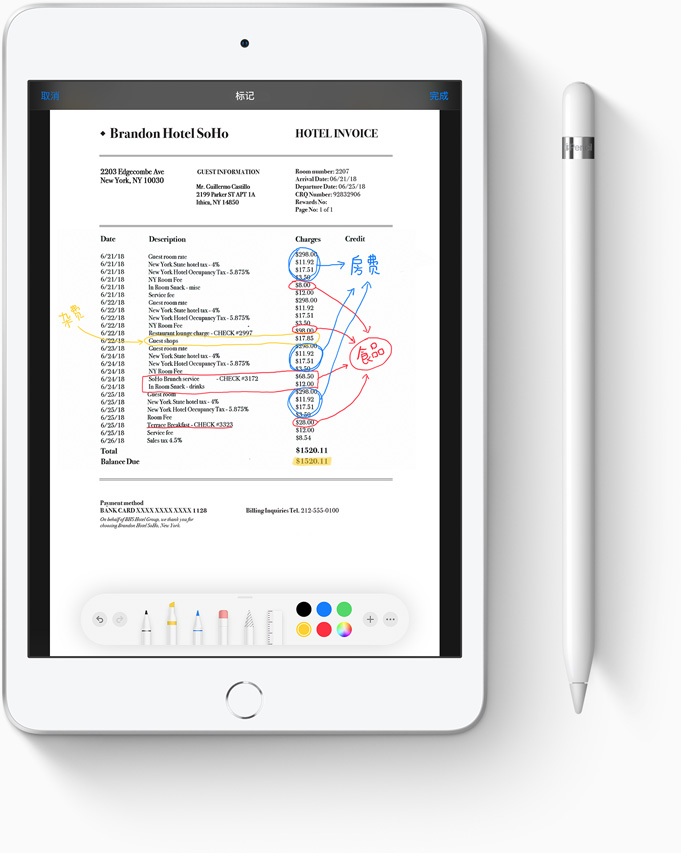 取消 标记 完成
Brandon Hotel SoHo HOTEL INVOICE
2203 Edgecombe Ave
New York, NY 10030
GUEST INFORMATION
Mr. Guillermo Castillo
2199 Parker ST APT 1A
Ithica, NY 14850
Room number: 2207
Arrival Date: 06/21/18
Departure Date: 06/25/18
CRQ Number: 92832906
Rewards No:
Page No: 1 of 1
Date Description Charges Credit
6/21/18 Guest room rate $298.00
6/21/18 New York State hotel tax - 4% $11.92
6/21/18 New York Hotel Occupancy Tax - 5.875% $17.51
6/21/18 NY Room Fee $3.50
6/21/18 In Room Snack - misc $8.00
6/21/18 Service fee $12.00
6/22/18 Guest room rate $298.00
6/22/18 New York State hotel tax - 4% $11.92
6/22/18 New York Hotel Occupancy Tax - 5.875% $17.51
6/22/18 NY Room Fee $3.50
6/22/18 Restaurant lounge charge - CHECK #2997 $98.00
6/22/18 Guest shops $17.85
6/23/18 Guest room rate $298.00
6/24/18 New York State hotel tax - 4% $11.92
6/24/18 New York Hotel Occupancy Tax - 5.875% $17.51
6/24/18 NY Room Fee $3.50
6/24/18 SoHo Brunch service - CHECK #3172 $68.50
6/24/18 In Room Snack - drinks $12.00
6/25/18 Guest room $298.00
6/25/18 New York State hotel tax - 4% $11.92
6/25/18 New York Hotel Occupancy Tax - 5.875% $17.51
6/25/18 Room Fee $3.50
6/25/18 Terrace Breakfast - CHECK #3323 $28.00
6/25/18 Service fee $12.00
6/26/18 Sales tax 4.5% $8.54
房费
杂费
食品
Total $1520.11
Balance Due $1520.11
Payment method
BANK CARD XXXX XXXX XXXX 1128 Billing Inquiries Tel. 212-555-0100
On behalf of BHS Hotel Group, we thank you for
choosing Brandon Hotel SoHo, New York.